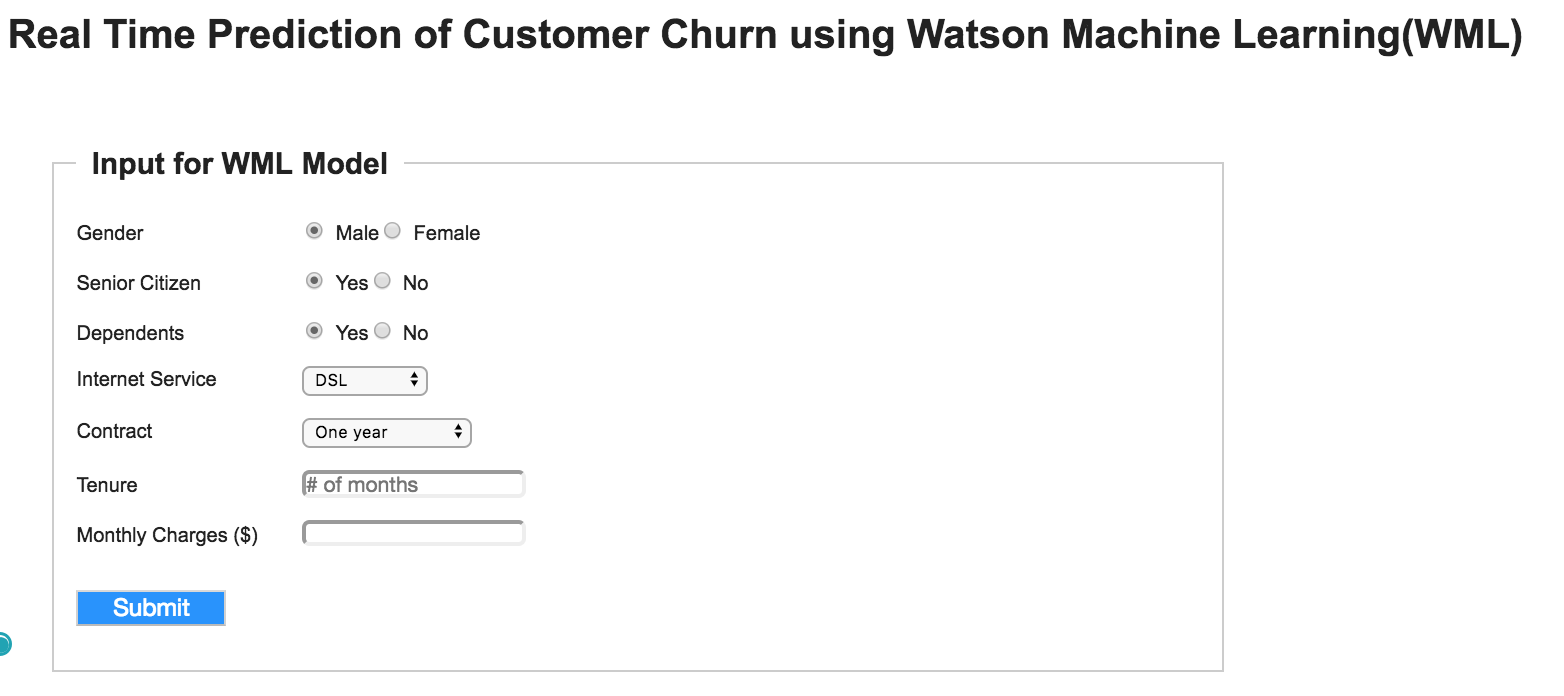 Real Time Prediction of Customer Churn using Watson Machine Learning(WML)
Input for WML Model
Gender Male Female
Senior Citizen Yes No
Dependents Yes No
Internet Service DSL
Contract One year
Tenure # of months
Monthly Charges ($)
Submit